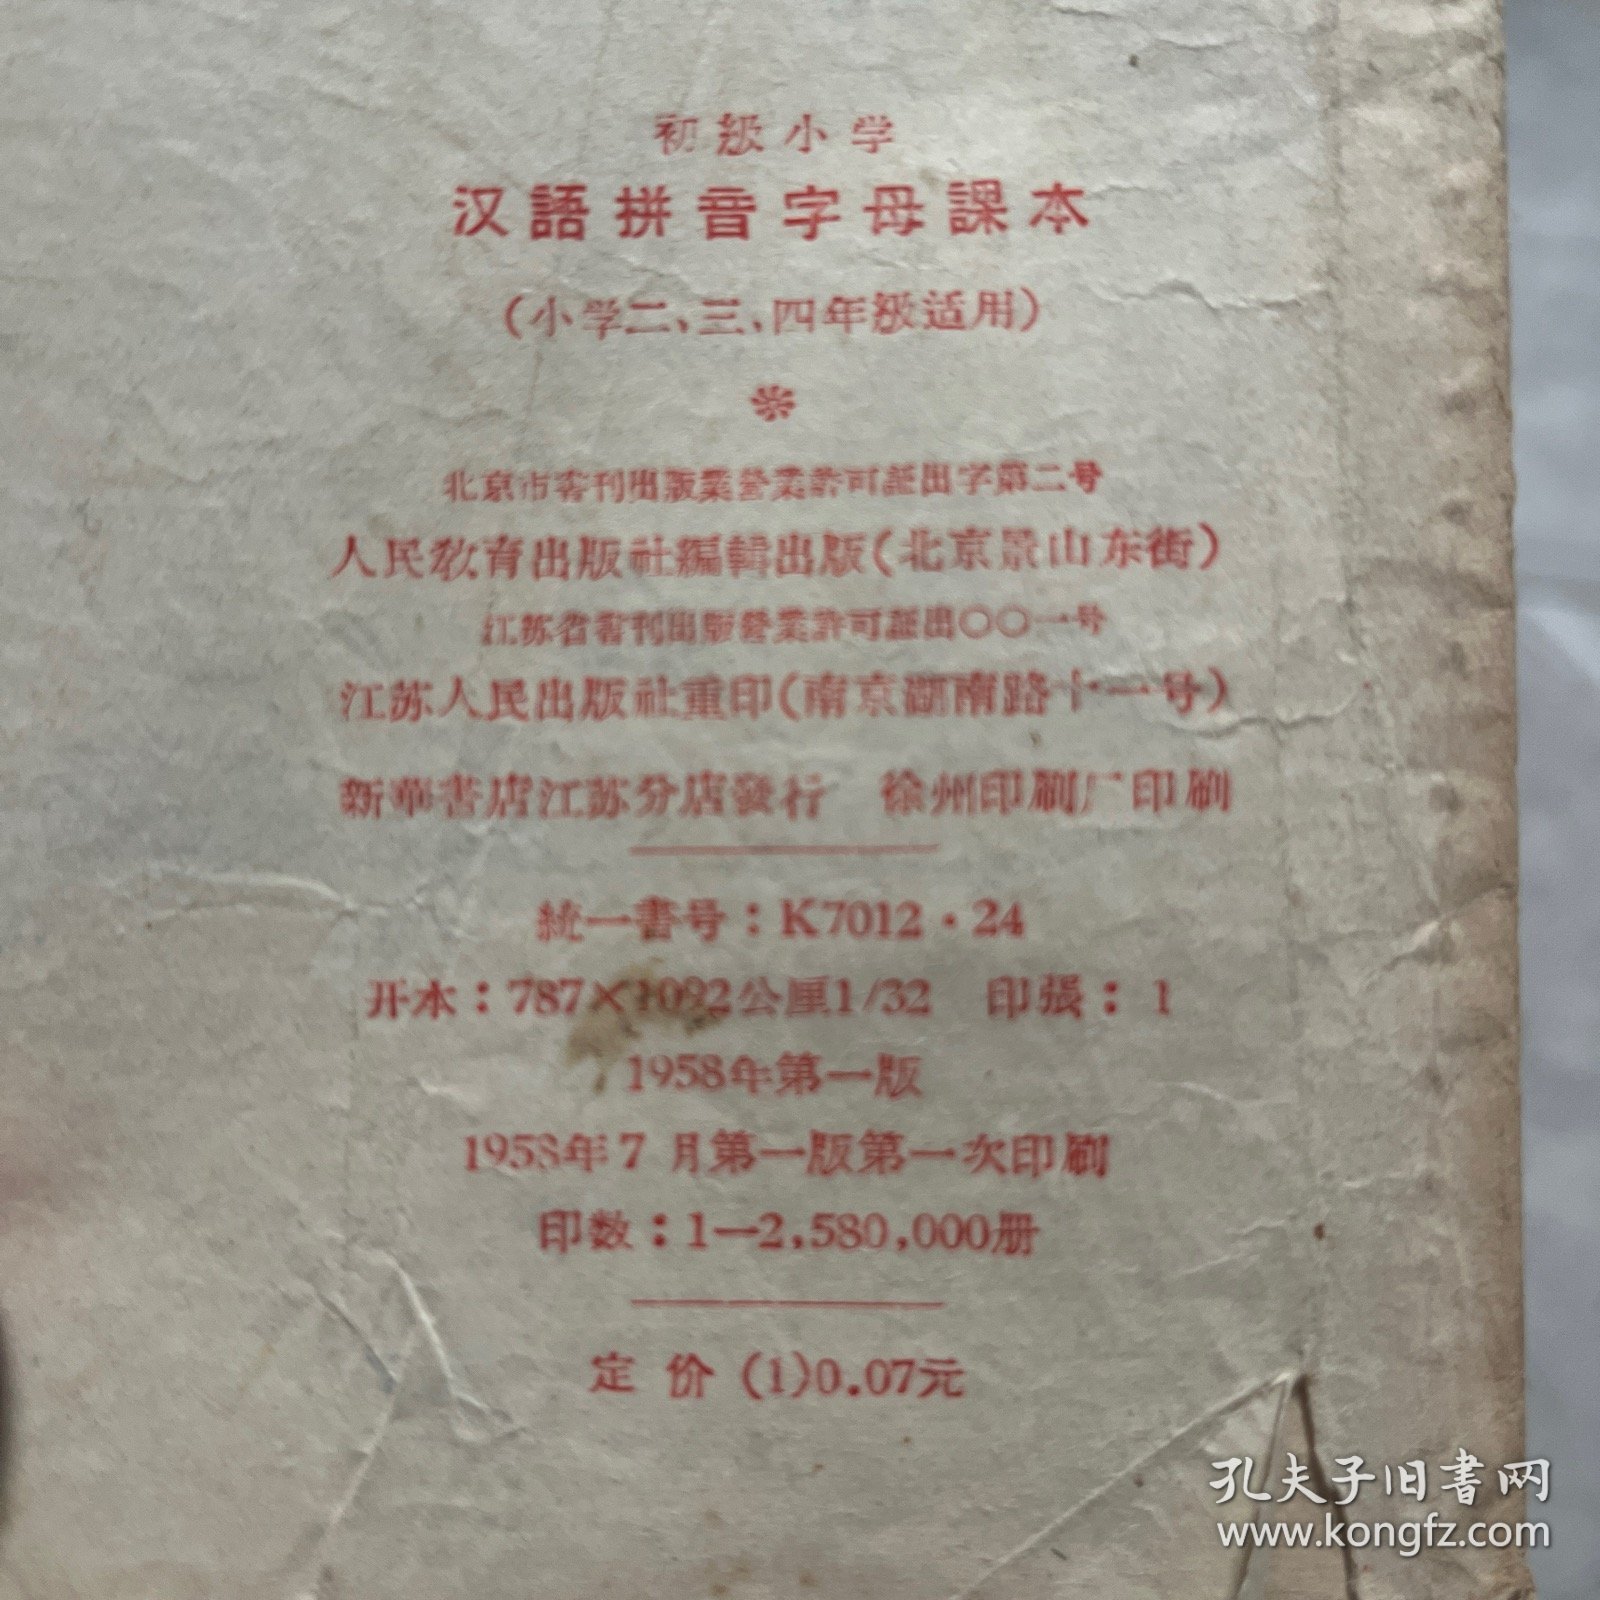 初級小学
汉語拼音字母課本
(小学二、三、四年級适用)
北京市書刊出版業营業許可証出字第二号
人民教育出版社編輯出版(北京景山东街)
江苏省書刊出版营業許可証出〇〇一号
江苏人民出版社重印(南京湖南路十一号)
新華書店江苏分店發行 徐州印刷厂印刷
統一書号:K7012·24
开本:787×1092公厘1/32 印張:1
1958年第一版
1958年7月第一版第一次印刷
印数:1—2,580,000册
定价(1)0.07元
孔夫子旧書网
www.kongfz.com